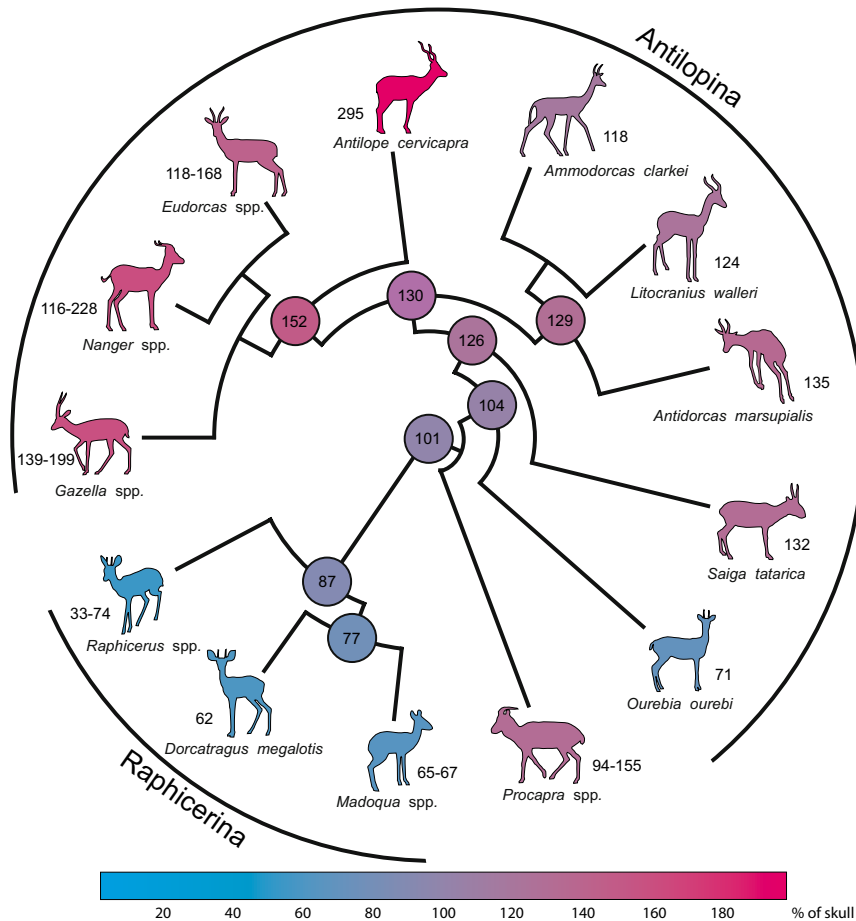 Antilopina
295
Antilope cervicapra
118
Ammodorcas clarkei
118-168
Eudorcas spp.
124
Litocranius walleri
116-228
Nanger spp.
152
130
129
126
135
Antidorcas marsupialis
104
101
139-199
Gazella spp.
132
Saiga tatarica
33-74
Raphicerus spp.
87
77
71
Ourebia ourebi
62
Dorcatragus megalotis
65-67
Madoqua spp.
94-155
Procapra spp.
Raphicerina
20 40 60 80 100 120 140 160 180 % of skull